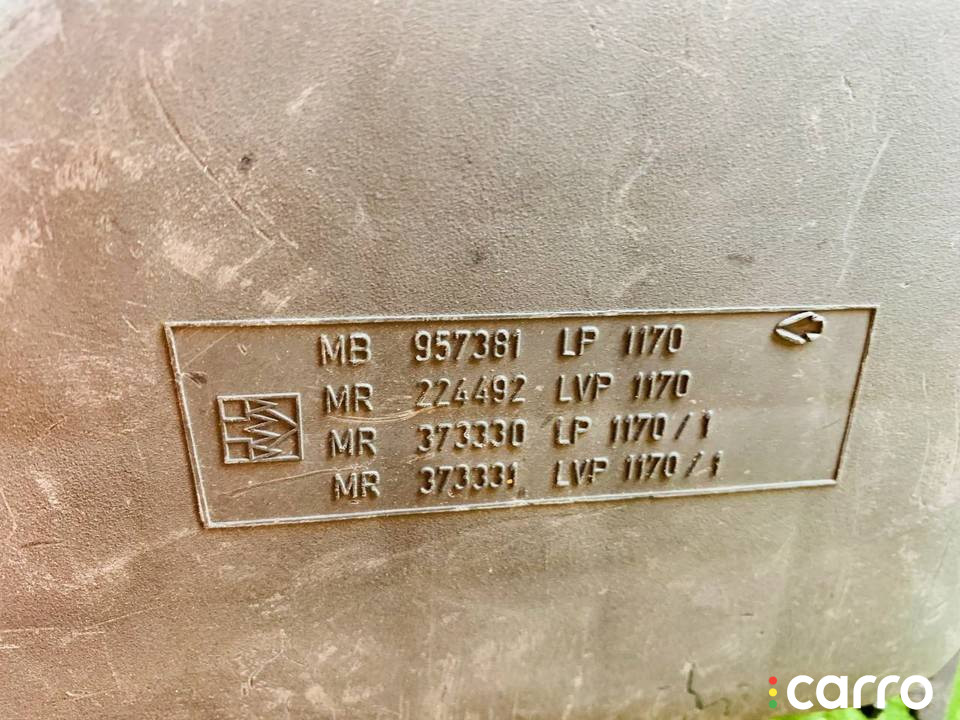 MB 957381 LP 1170
MR 224492 LVP 1170
MR 373330 LP 1170/1
MR 373331 LVP 1170/1
carro